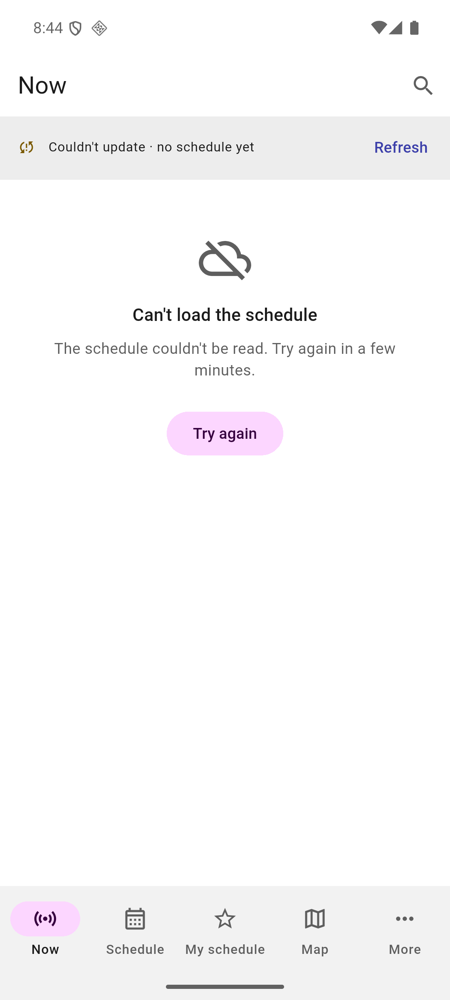 8:44
Now
Couldn't update · no schedule yet
Refresh
Can't load the schedule
The schedule couldn't be read. Try again in a few
minutes.
Try again
Now
Schedule
My schedule
Map
More